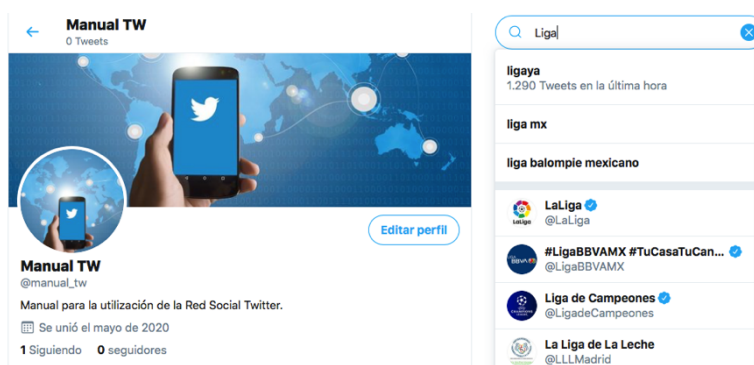 Manual TW
0 Tweets
Editar perfil
Manual TW
@manual_tw
Manual para la utilización de la Red Social Twitter.
Se unió el mayo de 2020
1 Siguiendo 0 seguidores
Liga
ligaya
1.290 Tweets en la última hora
liga mx
liga balompie mexicano
LaLiga
@LaLiga
#LigaBBVAMX #TuCasaTuCan...
@LigaBBVAMX
Liga de Campeones
@LigadeCampeones
La Liga de La Leche
@LLLMadrid